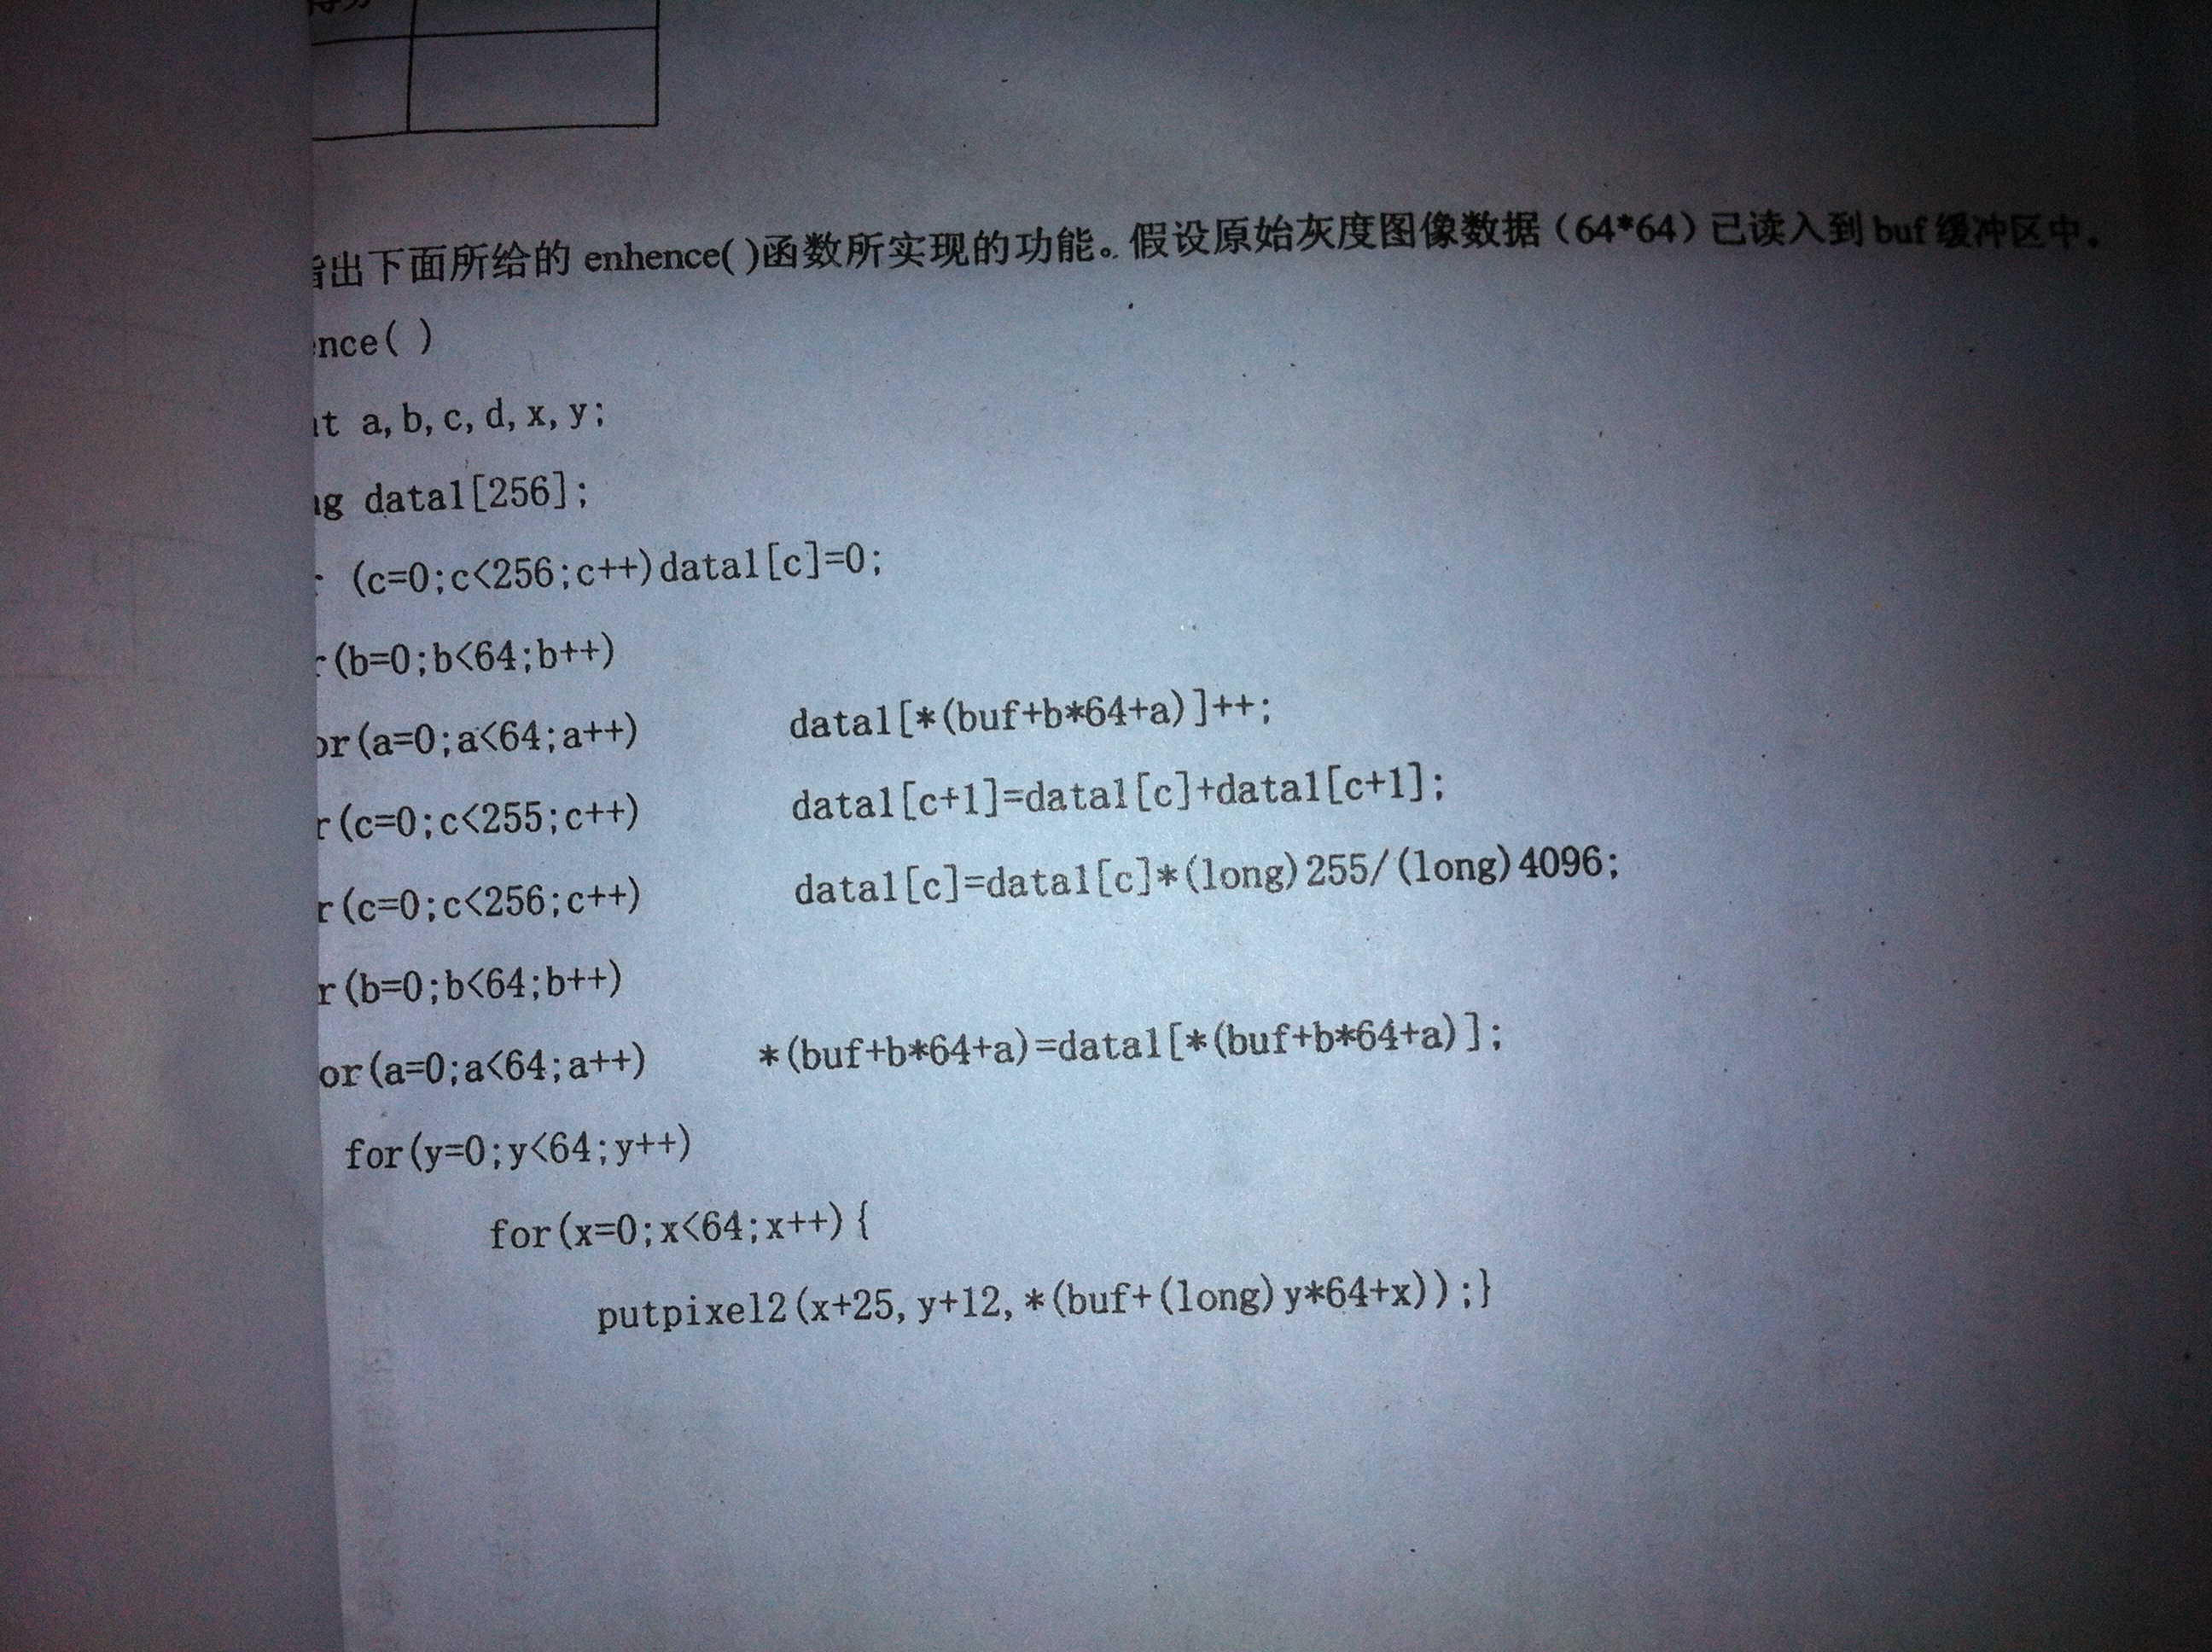 得分
指出下面所给的 enhence( )函数所实现的功能。假设原始灰度图像数据（64*64）已读入到 buf 缓冲区中。
ence( )
t a,b,c,d,x,y;
g data1[256];
(c=0;c<256;c++)data1[c]=0;
r(b=0;b<64;b++)
or(a=0;a<64;a++) data1[*(buf+b*64+a)]++;
r(c=0;c<255;c++) data1[c+1]=data1[c]+data1[c+1];
r(c=0;c<256;c++) data1[c]=data1[c]*(long)255/(long)4096;
r(b=0;b<64;b++)
or(a=0;a<64;a++) *(buf+b*64+a)=data1[*(buf+b*64+a)];
for(y=0;y<64;y++)
for(x=0;x<64;x++){
putpixel2(x+25,y+12,*(buf+(long)y*64+x));}